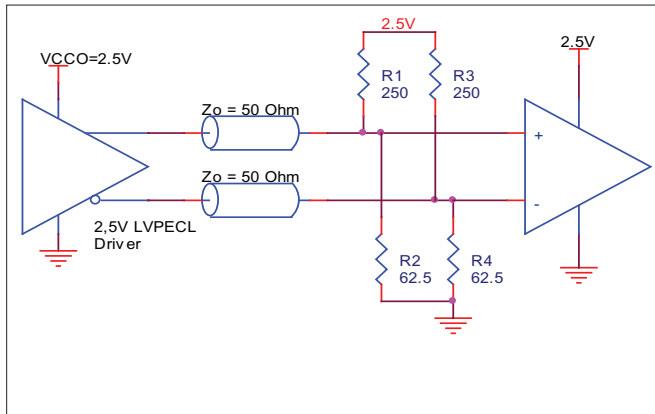 2.5V
VCCO=2.5V
2.5V
R1
250
R3
250
Zo = 50 Ohm
+
Zo = 50 Ohm
-
2,5V LVPECL
Driver
R2
62.5
R4
62.5